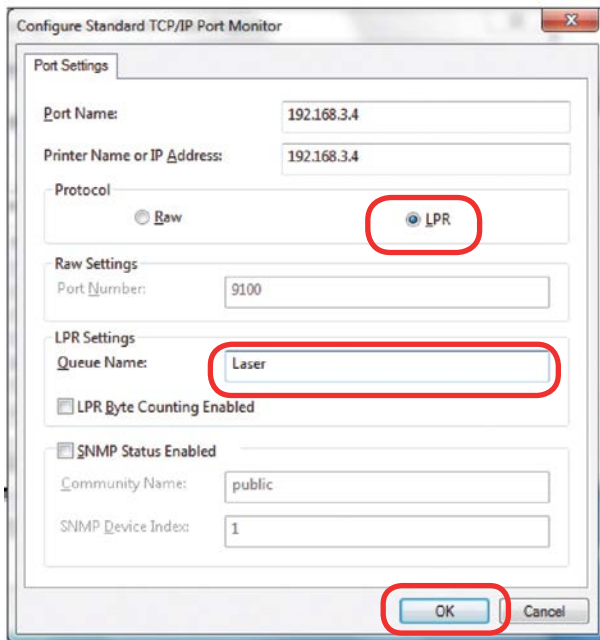 Configure Standard TCP/IP Port Monitor
Port Settings
Port Name: 192.168.3.4
Printer Name or IP Address: 192.168.3.4
Protocol
Raw LPR
Raw Settings
Port Number: 9100
LPR Settings
Queue Name: Laser
LPR Byte Counting Enabled
SNMP Status Enabled
Community Name: public
SNMP Device Index: 1
OK Cancel